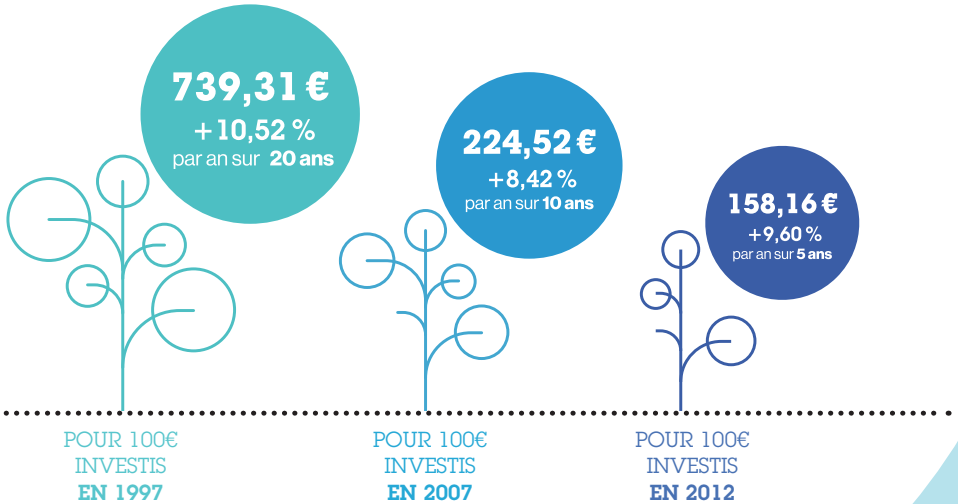 739,31 €
+10,52 %
par an sur 20 ans
224,52 €
+8,42 %
par an sur 10 ans
158,16 €
+9,60 %
par an sur 5 ans
POUR 100€
INVESTIS
EN 1997
POUR 100€
INVESTIS
EN 2007
POUR 100€
INVESTIS
EN 2012